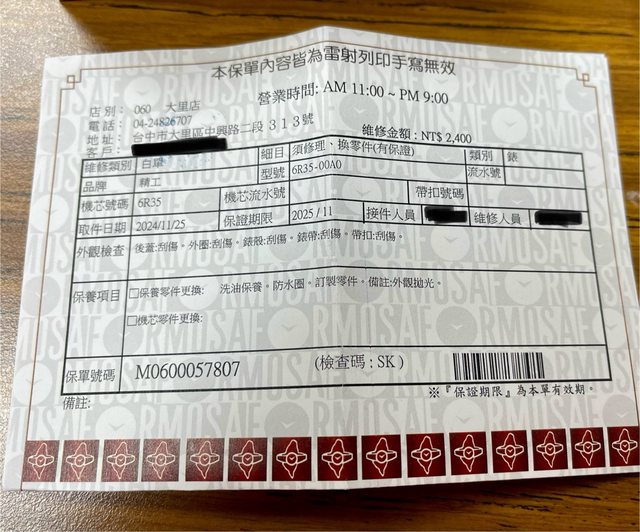 本保單內容皆為雷射列印手寫無效
營業時間: AM 11:00 ~ PM 9:00
店別: 060 大里店
電話: 04-24826707
地址: 台中市大里區中興路二段 3 1 3 號
客戶:
維修金額: NT$ 2,400
維修類別 白單 細目 須修理、換零件(有保證) 類別 錶
品牌 精工 型號 6R35-00A0 流水號
機芯號碼 6R35 機芯流水號 帶扣號碼
取件日期 2024/11/25 保證期限 2025 / 11 接件人員 維修人員
外觀檢查 後蓋:刮傷。外圈:刮傷。錶殼:刮傷。錶帶:刮傷。帶扣:刮傷。
保養項目 □保養零件更換: 洗油保養。防水圈。訂製零件。備註:外觀拋光。
□機芯零件更換:
保單號碼 M0600057807 (檢查碼 : SK )
※『保證期限』為本單有效期。
備註: